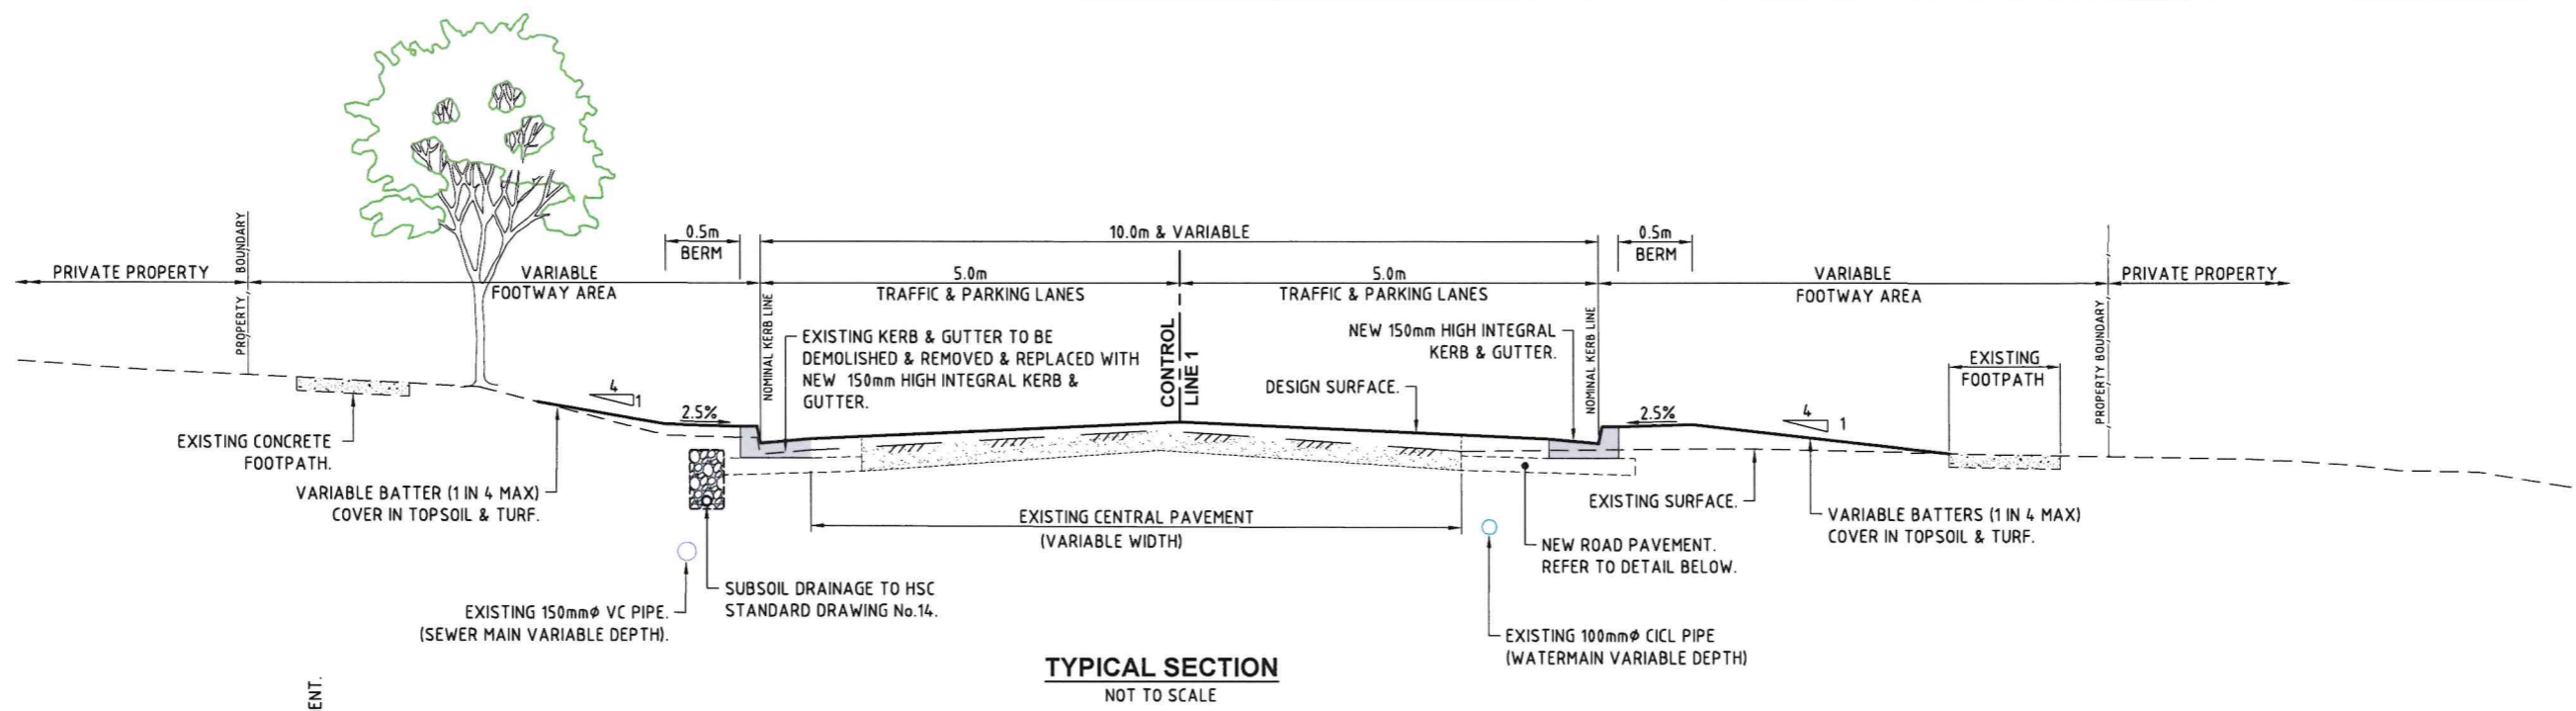 10.0m & VARIABLE
0.5m
BERM
0.5m
BERM
PRIVATE PROPERTY
PROPERTY BOUNDARY
VARIABLE
FOOTWAY AREA
5.0m
TRAFFIC & PARKING LANES
5.0m
TRAFFIC & PARKING LANES
VARIABLE
FOOTWAY AREA
PROPERTY BOUNDARY
PRIVATE PROPERTY
NOMINAL KERB LINE
EXISTING KERB & GUTTER TO BE
DEMOLISHED & REMOVED & REPLACED WITH
NEW 150mm HIGH INTEGRAL KERB &
GUTTER.
CONTROL
LINE 1
NEW 150mm HIGH INTEGRAL
KERB & GUTTER.
NOMINAL KERB LINE
DESIGN SURFACE.
EXISTING
FOOTPATH
4
1
2.5%
2.5%
4
1
EXISTING CONCRETE
FOOTPATH.
VARIABLE BATTER (1 IN 4 MAX)
COVER IN TOPSOIL & TURF.
EXISTING CENTRAL PAVEMENT
(VARIABLE WIDTH)
EXISTING SURFACE.
VARIABLE BATTERS (1 IN 4 MAX)
COVER IN TOPSOIL & TURF.
NEW ROAD PAVEMENT.
REFER TO DETAIL BELOW.
SUBSOIL DRAINAGE TO HSC
STANDARD DRAWING No.14.
EXISTING 150mmϕ VC PIPE.
(SEWER MAIN VARIABLE DEPTH).
EXISTING 100mmϕ CICL PIPE
(WATERMAIN VARIABLE DEPTH)
TYPICAL SECTION
NOT TO SCALE
ENT.